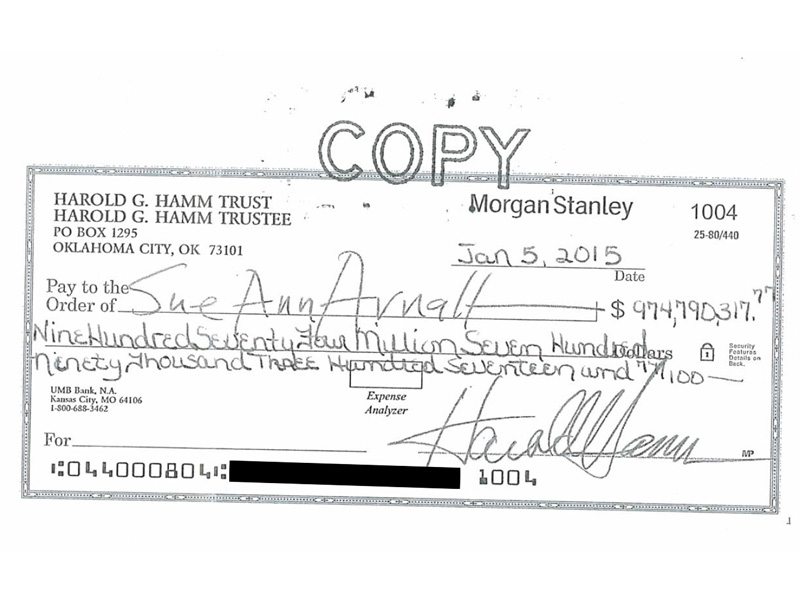 COPY
HAROLD G. HAMM TRUST
HAROLD G. HAMM TRUSTEE
PO BOX 1295
OKLAHOMA CITY, OK 73101
Morgan Stanley
1004
25-80/440
Jan 5, 2015
Date
Pay to the
Order of Sue Ann Arnall $ 974,790,317.77
Nine Hundred Seventy Four Million Seven Hundred Dollars
Ninety Thousand Three Hundred Seventeen and 77/100
Security
Features
Details on
Back.
UMB Bank, N.A.
Kansas City, MO 64106
1-800-688-3462
Expense
Analyzer
For
Harold Hamm
MP
⑆044000804⑆ 1004